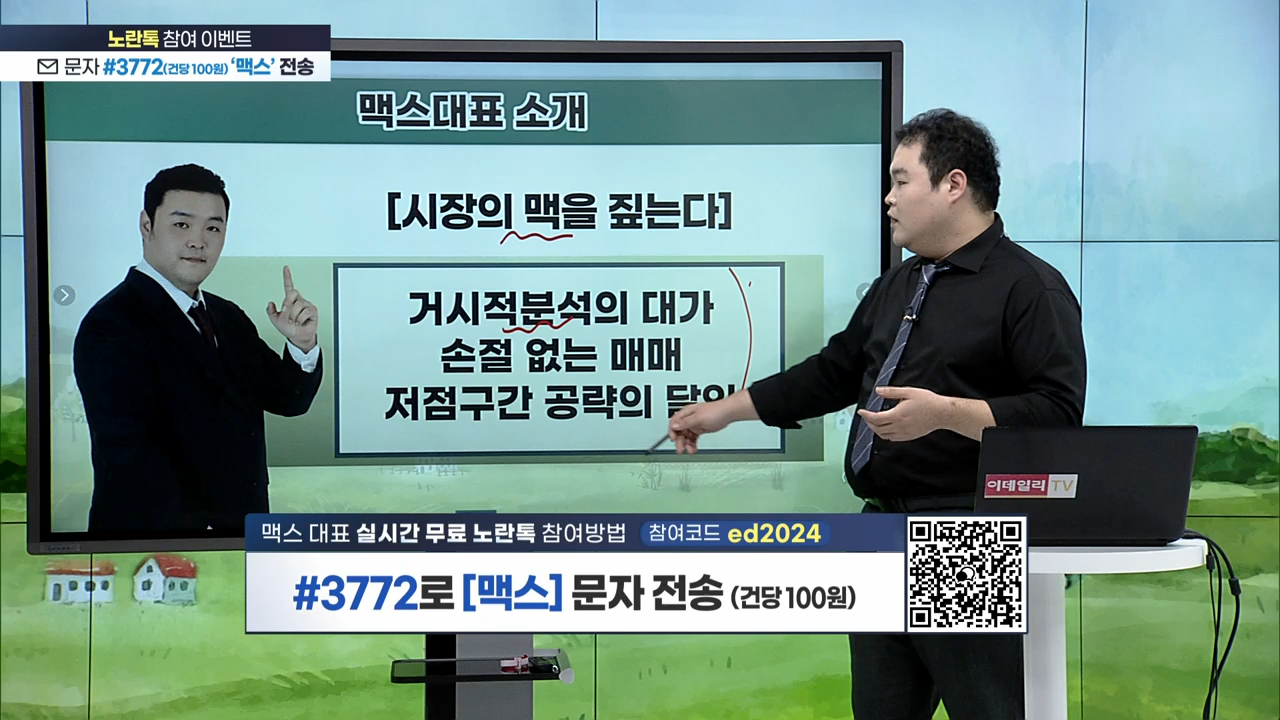 노란톡 참여 이벤트
문자 #3772(건당 100원) ‘맥스’ 전송
맥스대표 소개
[시장의 맥을 짚는다]
거시적분석의 대가
손절 없는 매매
저점구간 공략의
이데일리TV
맥스 대표 실시간 무료 노란톡 참여방법 참여코드 ed2024
#3772로 [맥스] 문자 전송 (건당 100원)